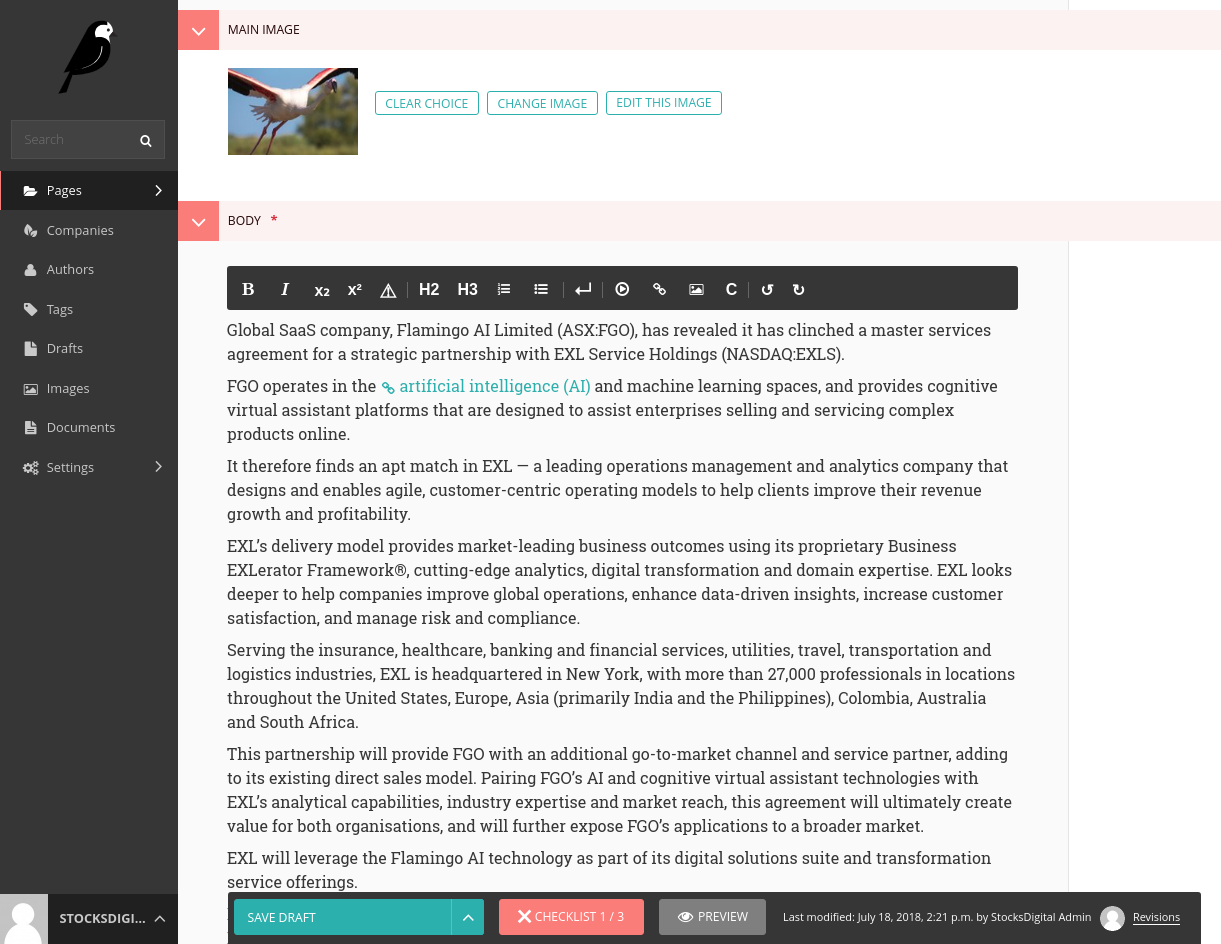 Search
Pages
Companies
Authors
Tags
Drafts
Images
Documents
Settings
STOCKSDIGI...
MAIN IMAGE
CLEAR CHOICE CHANGE IMAGE EDIT THIS IMAGE
BODY *
B I x₂ x² H2 H3 C
Global SaaS company, Flamingo AI Limited (ASX:FGO), has revealed it has clinched a master services
agreement for a strategic partnership with EXL Service Holdings (NASDAQ:EXLS).
FGO operates in the artificial intelligence (AI) and machine learning spaces, and provides cognitive
virtual assistant platforms that are designed to assist enterprises selling and servicing complex
products online.
It therefore finds an apt match in EXL — a leading operations management and analytics company that
designs and enables agile, customer-centric operating models to help clients improve their revenue
growth and profitability.
EXL’s delivery model provides market-leading business outcomes using its proprietary Business
EXLerator Framework®, cutting-edge analytics, digital transformation and domain expertise. EXL looks
deeper to help companies improve global operations, enhance data-driven insights, increase customer
satisfaction, and manage risk and compliance.
Serving the insurance, healthcare, banking and financial services, utilities, travel, transportation and
logistics industries, EXL is headquartered in New York, with more than 27,000 professionals in locations
throughout the United States, Europe, Asia (primarily India and the Philippines), Colombia, Australia
and South Africa.
This partnership will provide FGO with an additional go-to-market channel and service partner, adding
to its existing direct sales model. Pairing FGO’s AI and cognitive virtual assistant technologies with
EXL’s analytical capabilities, industry expertise and market reach, this agreement will ultimately create
value for both organisations, and will further expose FGO’s applications to a broader market.
EXL will leverage the Flamingo AI technology as part of its digital solutions suite and transformation
service offerings.
SAVE DRAFT CHECKLIST 1 / 3 PREVIEW Last modified: July 18, 2018, 2:21 p.m. by StocksDigital Admin Revisions